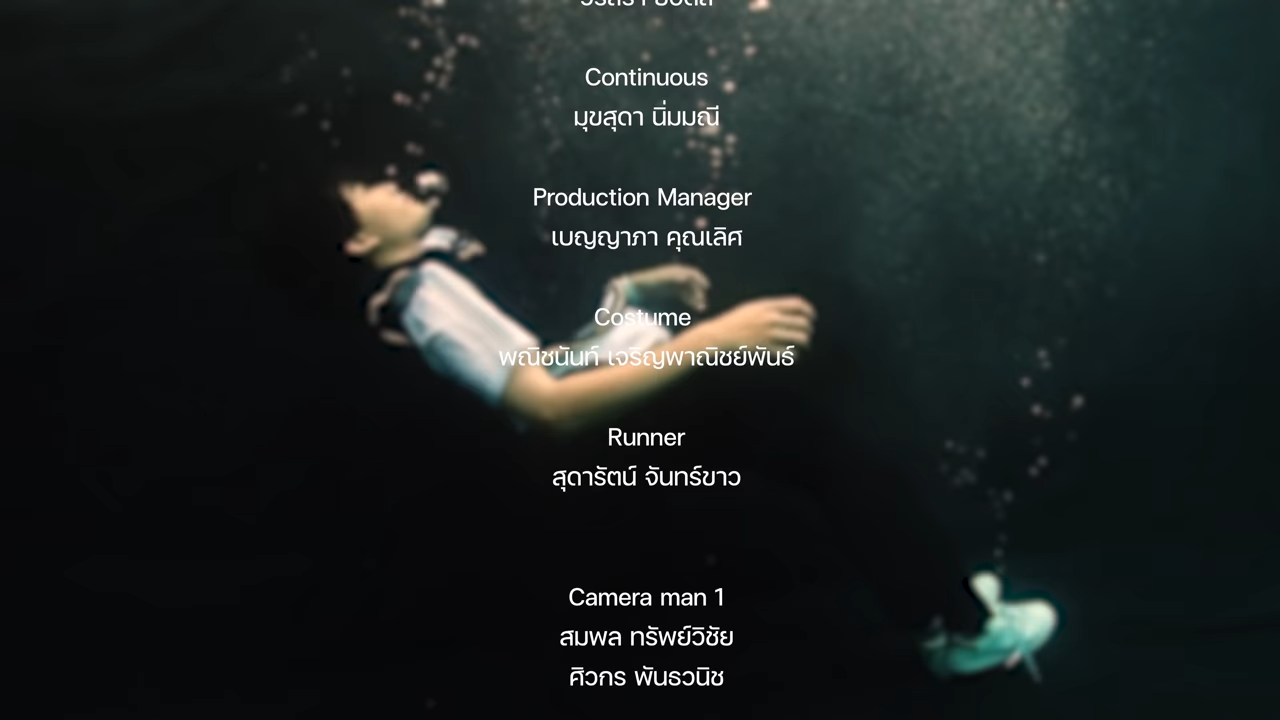 Continuous
มุขสุดา นิ่มมณี
Production Manager
เบญญาภา คุณเลิศ
Costume
พณิชนันท์ เจริญพาณิชย์พันธ์
Runner
สุดารัตน์ จันทร์ขาว
Camera man 1
สมพล ทรัพย์วิชัย
ศิวกร พันธวนิช